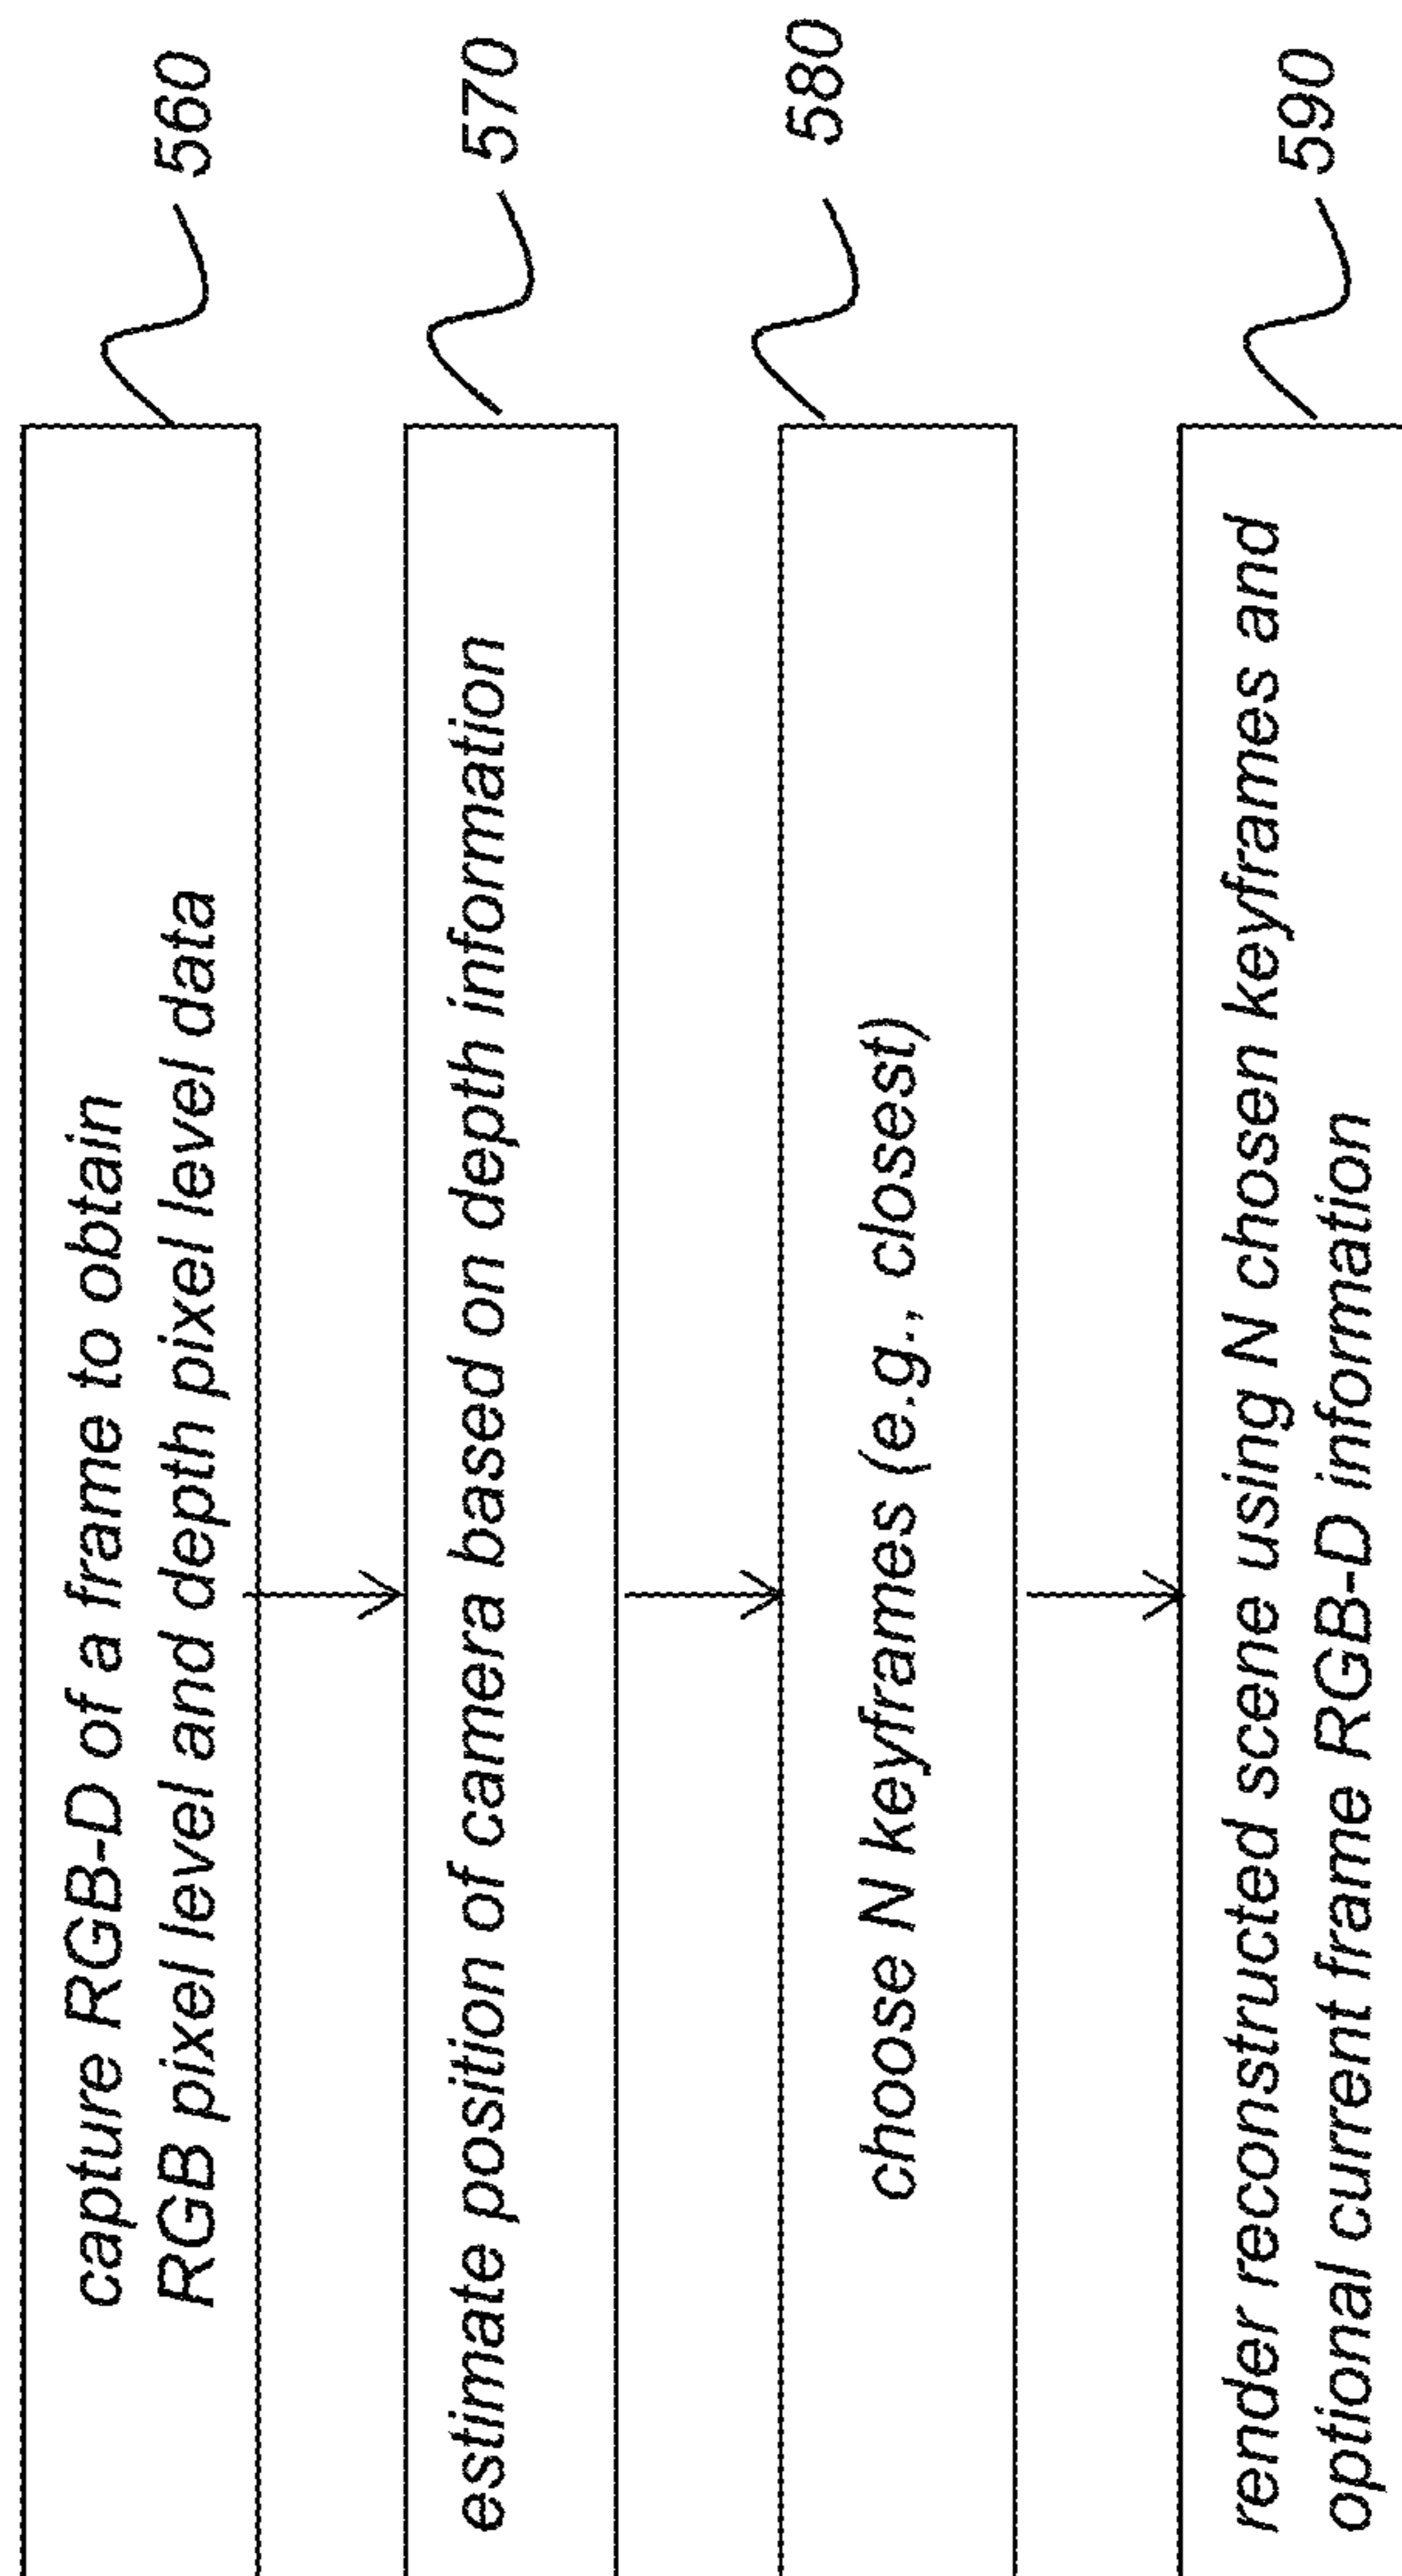 capture RGB-D of a frame to obtain
RGB pixel level and depth pixel level data
560
estimate position of camera based on depth information
570
choose N keyframes (e.g., closest)
580
render reconstructed scene using N chosen keyframes and
optional current frame RGB-D information
590